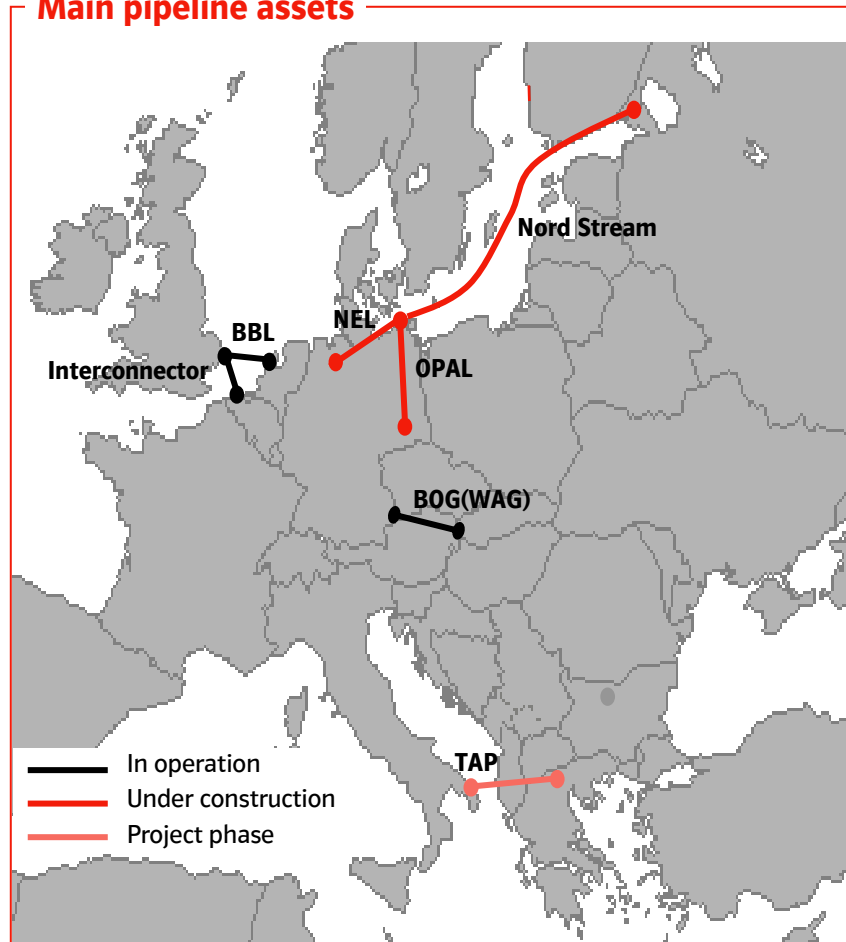 Main pipeline assets
Nord Stream
NEL
BBL
Interconnector
OPAL
BOG(WAG)
TAP
In operation
Under construction
Project phase